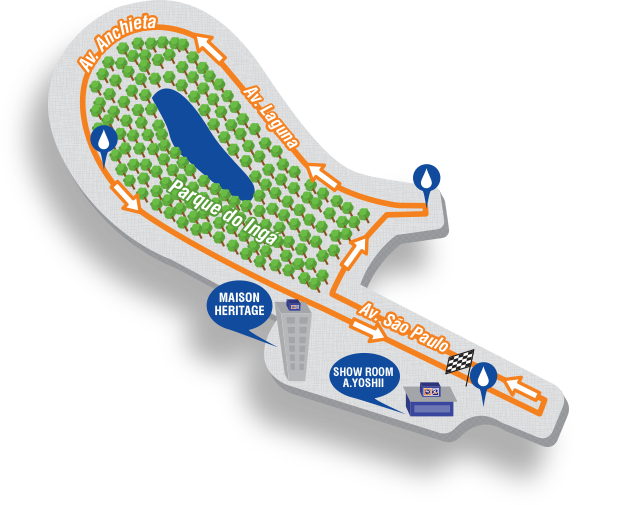 Av. Anchieta
Av. Laguna
Parque do Ingá
MAISON
HERITAGE
Av. São Paulo
SHOW ROOM
A.YOSHII